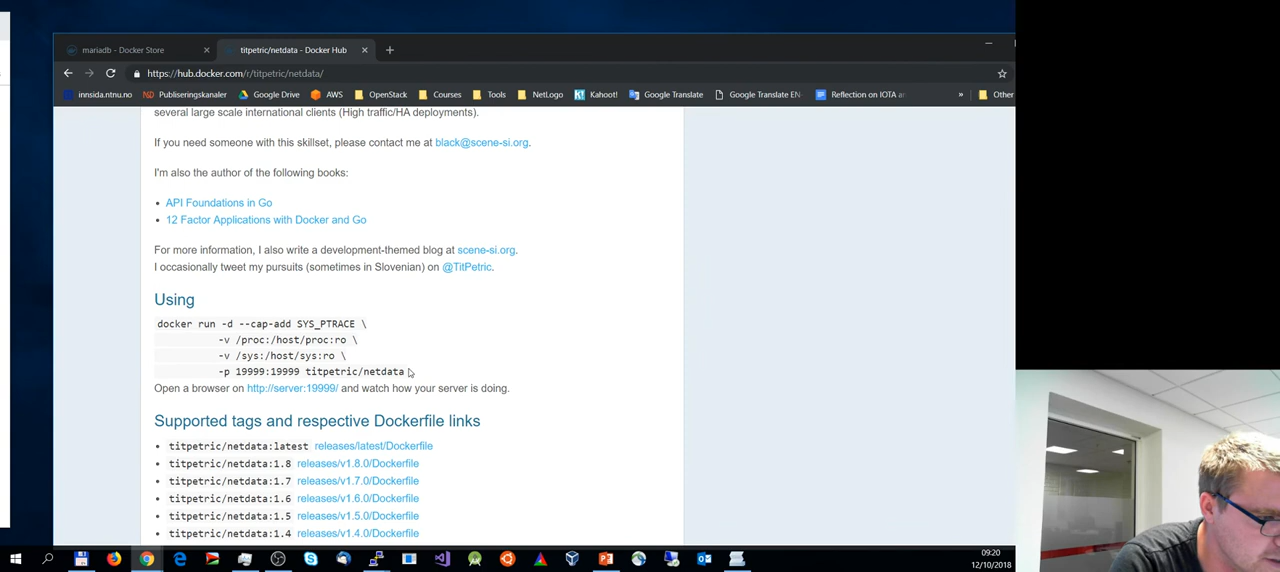 mariadb - Docker Store
titpetric/netdata - Docker Hub
https://hub.docker.com/r/titpetric/netdata/
innsida.ntnu.no
Publiseringskanaler
Google Drive
AWS
OpenStack
Courses
Tools
NetLogo
Kahoot!
Google Translate
Google Translate EN-
Reflection on IOTA ar
»
Other
several large scale international clients (High traffic/HA deployments).
If you need someone with this skillset, please contact me at black@scene-si.org.
I'm also the author of the following books:
• API Foundations in Go
• 12 Factor Applications with Docker and Go
For more information, I also write a development-themed blog at scene-si.org.
I occasionally tweet my pursuits (sometimes in Slovenian) on @TitPetric.
Using
docker run -d --cap-add SYS_PTRACE \
-v /proc:/host/proc:ro \
-v /sys:/host/sys:ro \
-p 19999:19999 titpetric/netdata
Open a browser on http://server:19999/ and watch how your server is doing.
Supported tags and respective Dockerfile links
• titpetric/netdata:latest releases/latest/Dockerfile
• titpetric/netdata:1.8 releases/v1.8.0/Dockerfile
• titpetric/netdata:1.7 releases/v1.7.0/Dockerfile
• titpetric/netdata:1.6 releases/v1.6.0/Dockerfile
• titpetric/netdata:1.5 releases/v1.5.0/Dockerfile
• titpetric/netdata:1.4 releases/v1.4.0/Dockerfile
09:20
12/10/2018